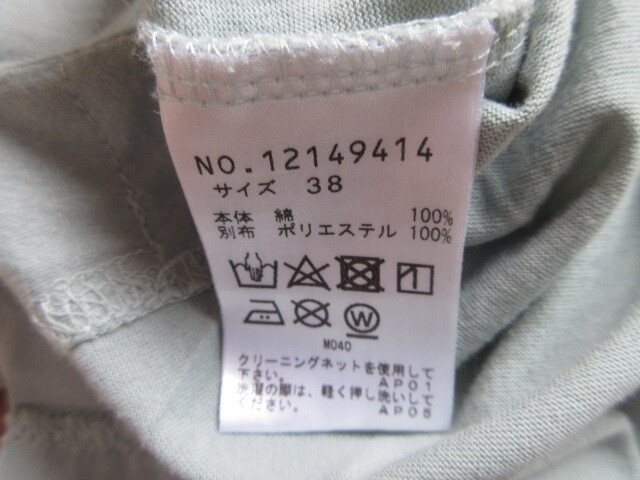 NO.12149414
サイズ 38
本体 綿 100%
別布 ポリエステル 100%
W
M040
クリーニングネットを使用して
下さい。 AP01
洗濯の際は、軽く押し洗いして
ください。 AP05